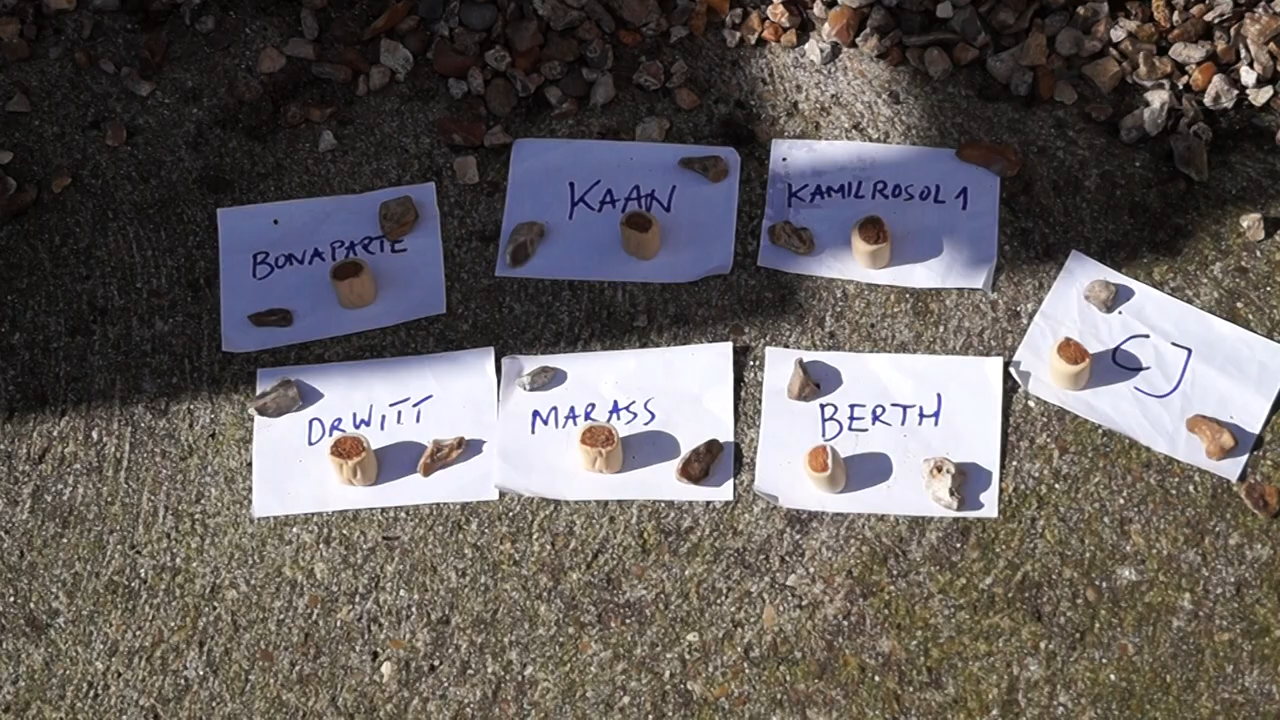 BONAPARTE
KAAN
KAMILROSOL1
DRWITT
MARASS
BERTH
CJ